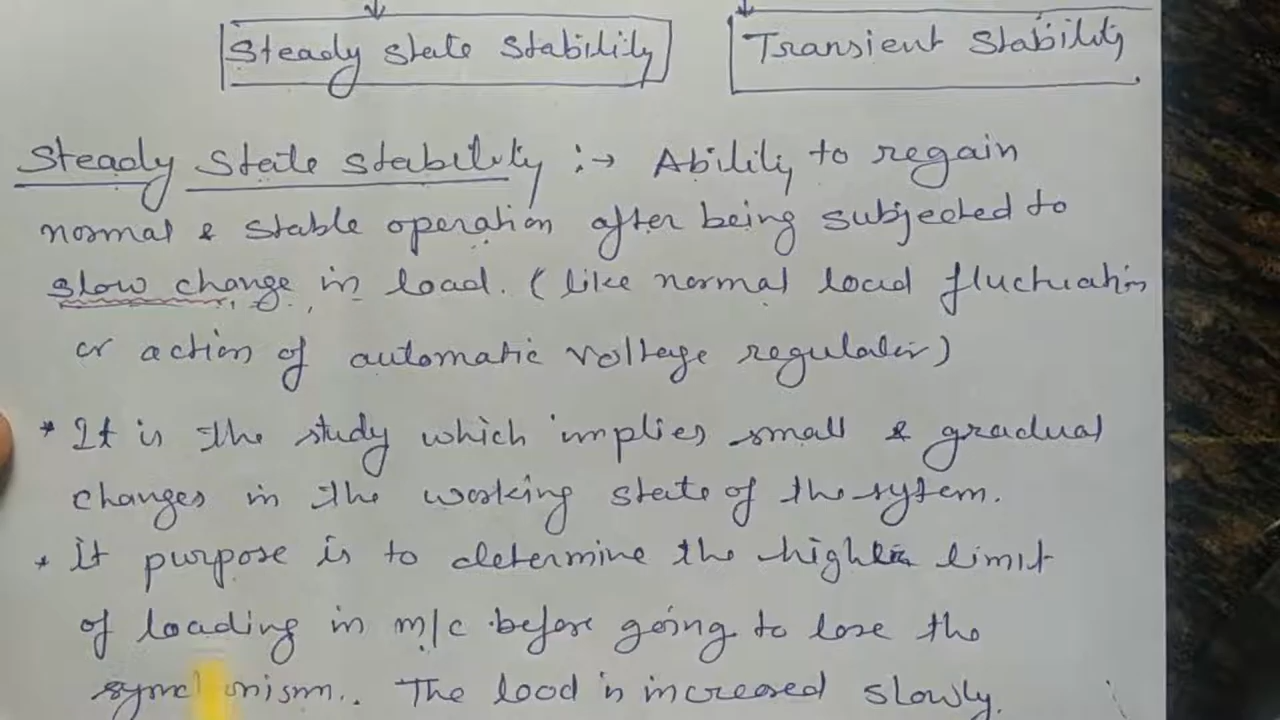 Steady state stability
Transient stability
Steady state stability :→ Ability to regain
normal & stable operation after being subjected to
slow change in load. (like normal load fluctuation
or action of automatic voltage regulator)
* It is the study which implies small & gradual
changes in the working state of the sytem.
* it purpose is to determine the higher limit
of loading in m/c before going to lose the
synchronism. The load is increased slowly.